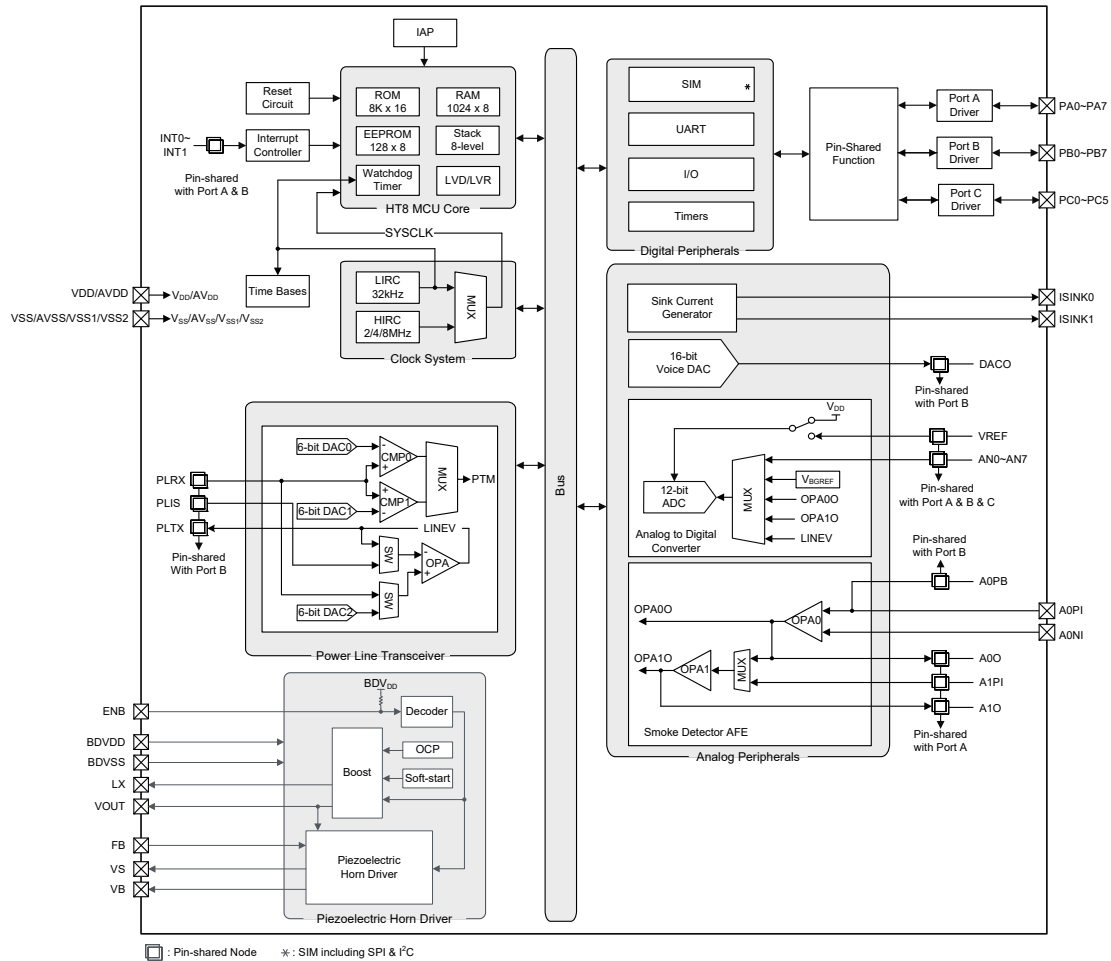 IAP
Reset
Circuit
ROM
8K x 16
RAM
1024 x 8
INT0~
INT1
Interrupt
Controller
EEPROM
128 x 8
Stack
8-level
Pin-shared
with Port A & B
Watchdog
Timer
LVD/LVR
HT8 MCU Core
SYSCLK
Time Bases
LIRC
32kHz
HIRC
2/4/8MHz
MUX
Clock System
VDD/AVDD
VDD/AVDD
VSS/AVSS/VSS1/VSS2
VSS/AVSS/VSS1/VSS2
6-bit DAC0
CMP0
MUX
PTM
PLRX
PLIS
PLTX
6-bit DAC1
CMP1
LINEV
Pin-shared
With Port B
SW
OPA
SW
6-bit DAC2
Power Line Transceiver
BDVDD
ENB
Decoder
BDVDD
BDVSS
LX
VOUT
Boost
OCP
Soft-start
FB
VS
VB
Piezoelectric
Horn Driver
Piezoelectric Horn Driver
Bus
SIM
*
UART
I/O
Timers
Digital Peripherals
Pin-Shared
Function
Port A
Driver
PA0~PA7
Port B
Driver
PB0~PB7
Port C
Driver
PC0~PC5
Sink Current
Generator
ISINK0
ISINK1
16-bit
Voice DAC
DACO
Pin-shared
with Port B
VDD
VREF
AN0~AN7
Pin-shared
with Port A & B & C
12-bit
ADC
MUX
VBGREF
OPA0O
OPA1O
LINEV
Analog to Digital
Converter
Pin-shared
with Port B
A0PB
OPA0O
OPA0
A0PI
A0NI
OPA1O
OPA1
MUX
A0O
A1PI
A1O
Pin-shared
with Port A
Smoke Detector AFE
Analog Peripherals
: Pin-shared Node
* : SIM including SPI & I²C